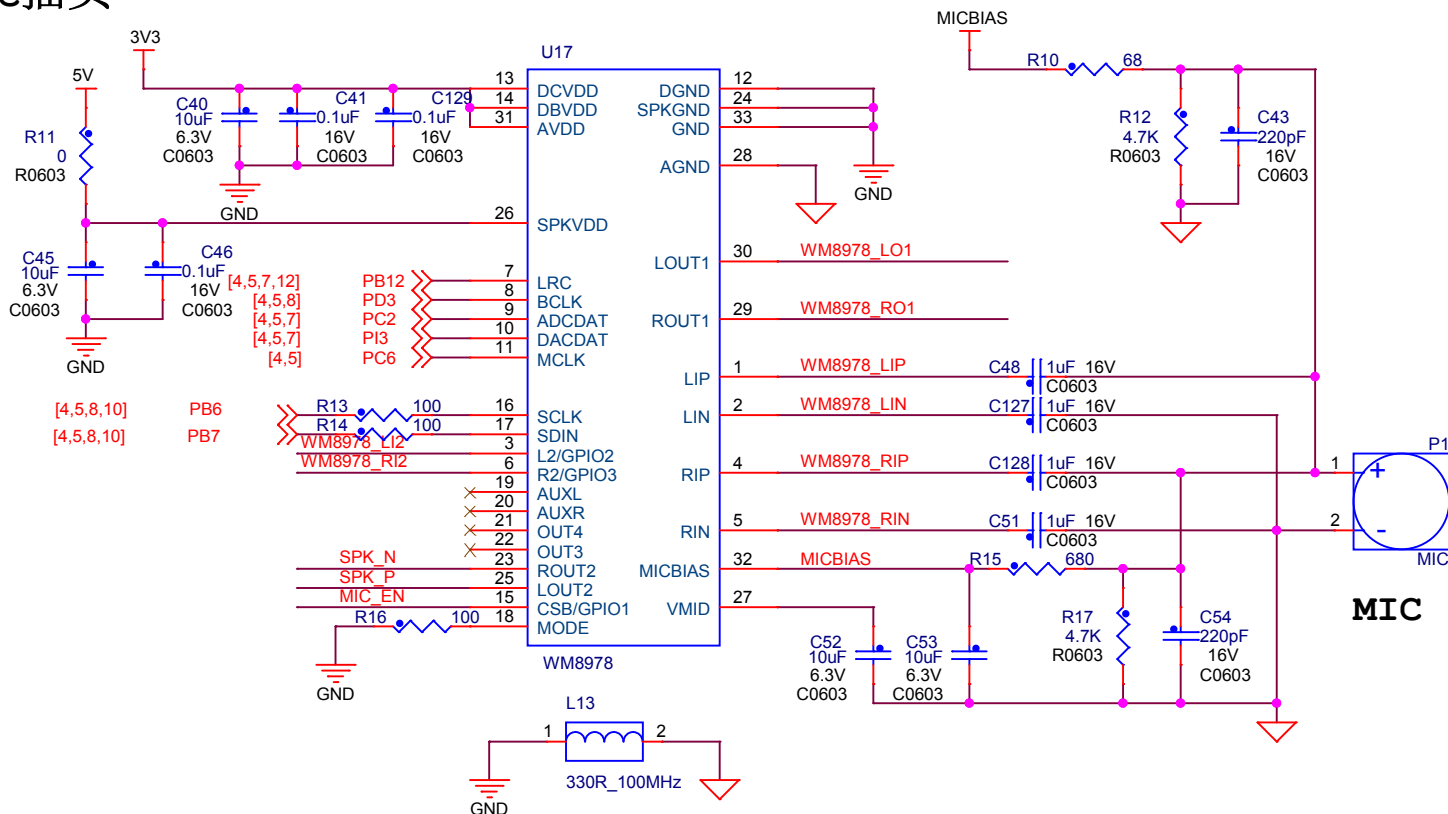 MICBIAS
3V3
U17
R10 68
5V
13 DCVDD
14 DBVDD
31 AVDD
DGND 12
SPKGND 24
GND 33
AGND 28
C40
10uF
6.3V
C0603
C41
0.1uF
16V
C0603
C129
0.1uF
16V
C0603
R11
0
R0603
R12
4.7K
R0603
C43
220pF
16V
C0603
GND
GND
26 SPKVDD
C45
10uF
6.3V
C0603
C46
0.1uF
16V
C0603
GND
LOUT1 30 WM8978_LO1
ROUT1 29 WM8978_RO1
[4,5,7,12] PB12 7 LRC
[4,5,8] PD3 8 BCLK
[4,5,7] PC2 9 ADCDAT
[4,5,7] PI3 10 DACDAT
[4,5] PC6 11 MCLK
LIP 1 WM8978_LIP C48 1uF 16V
C0603
LIN 2 WM8978_LIN C127 1uF 16V
C0603
[4,5,8,10] PB6 R13 100 16 SCLK
[4,5,8,10] PB7 R14 100 17 SDIN
WM8978_LI2 3 L2/GPIO2
WM8978_RI2 6 R2/GPIO3
19 AUXL
20 AUXR
21 OUT4
22 OUT3
SPK_N 23 ROUT2
SPK_P 25 LOUT2
MIC_EN 15 CSB/GPIO1
R16 100 18 MODE
GND
RIP 4 WM8978_RIP C128 1uF 16V
C0603
RIN 5 WM8978_RIN C51 1uF 16V
C0603
MICBIAS 32 MICBIAS R15 680
VMID 27
P1
1 +
2 -
MIC
MIC
R17
4.7K
R0603
C54
220pF
16V
C0603
C52
10uF
6.3V
C0603
C53
10uF
6.3V
C0603
WM8978
L13
1 2
330R_100MHz
GND